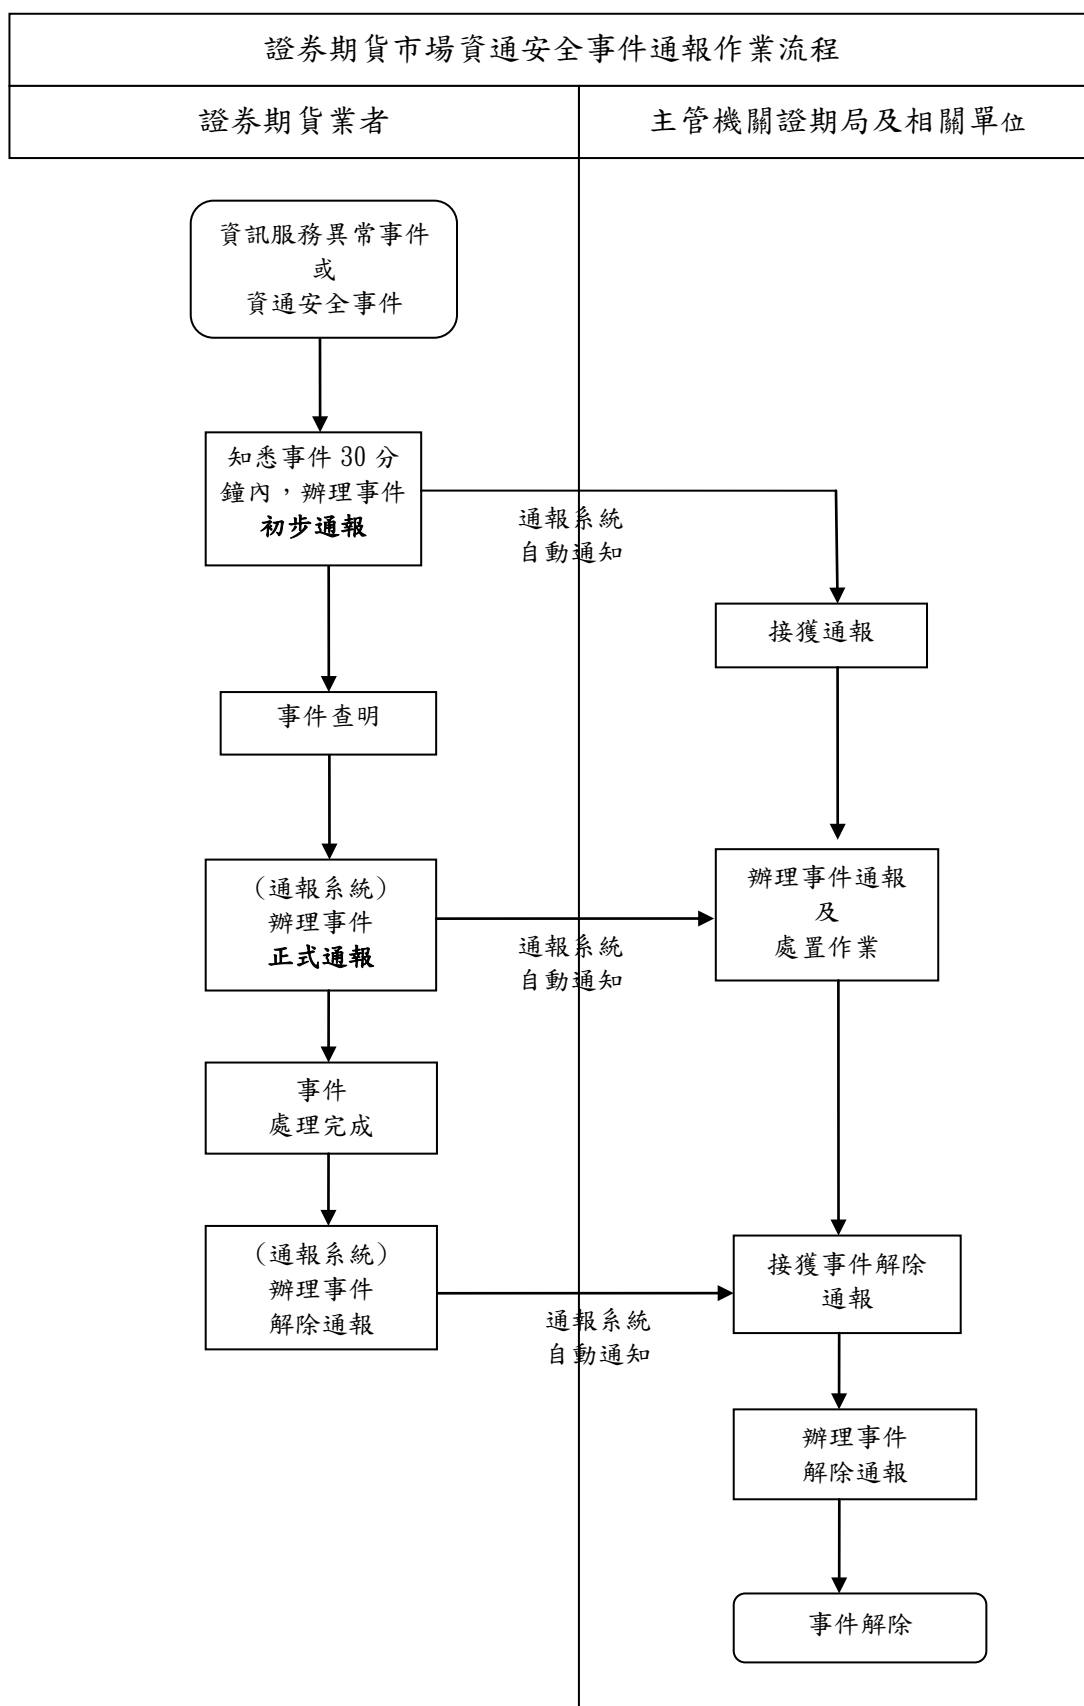 證券期貨市場資通安全事件通報作業流程
證券期貨業者
主管機關證期局及相關單位
資訊服務異常事件
或
資通安全事件
知悉事件 30 分
鐘內，辦理事件
初步通報
通報系統
自動通知
接獲通報
事件查明
(通報系統)
辦理事件
正式通報
通報系統
自動通知
辦理事件通報
及
處置作業
事件
處理完成
(通報系統)
辦理事件
解除通報
通報系統
自動通知
接獲事件解除
通報
辦理事件
解除通報
事件解除